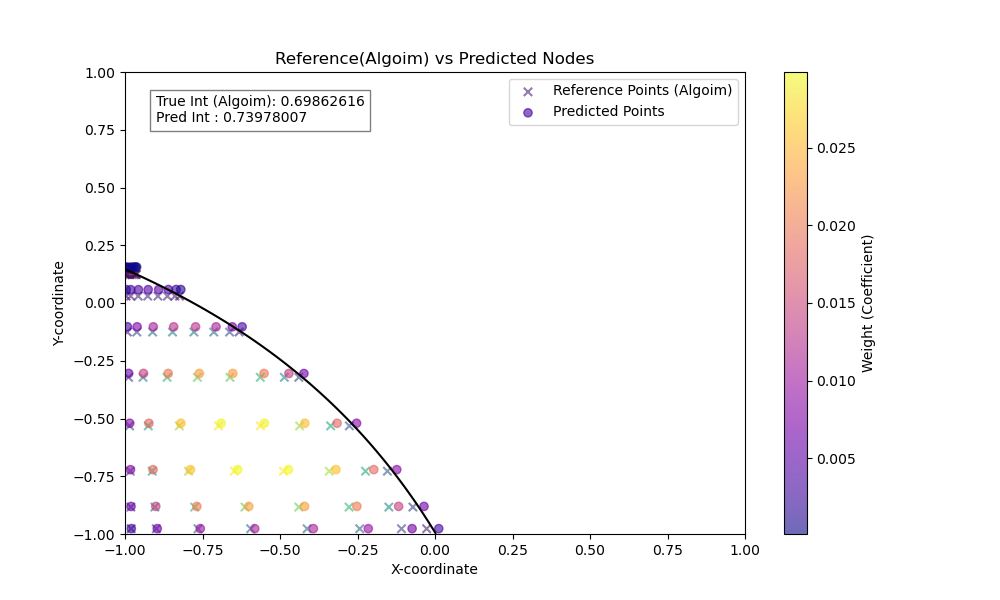 Reference(Algoim) vs Predicted Nodes
True Int (Algoim): 0.69862616
Pred Int : 0.73978007
Reference Points (Algoim)
Predicted Points
1.00
0.75
0.50
0.25
0.00
−0.25
−0.50
−0.75
−1.00
Y-coordinate
−1.00 −0.75 −0.50 −0.25 0.00 0.25 0.50 0.75 1.00
X-coordinate
0.025
0.020
0.015
0.010
0.005
Weight (Coefficient)